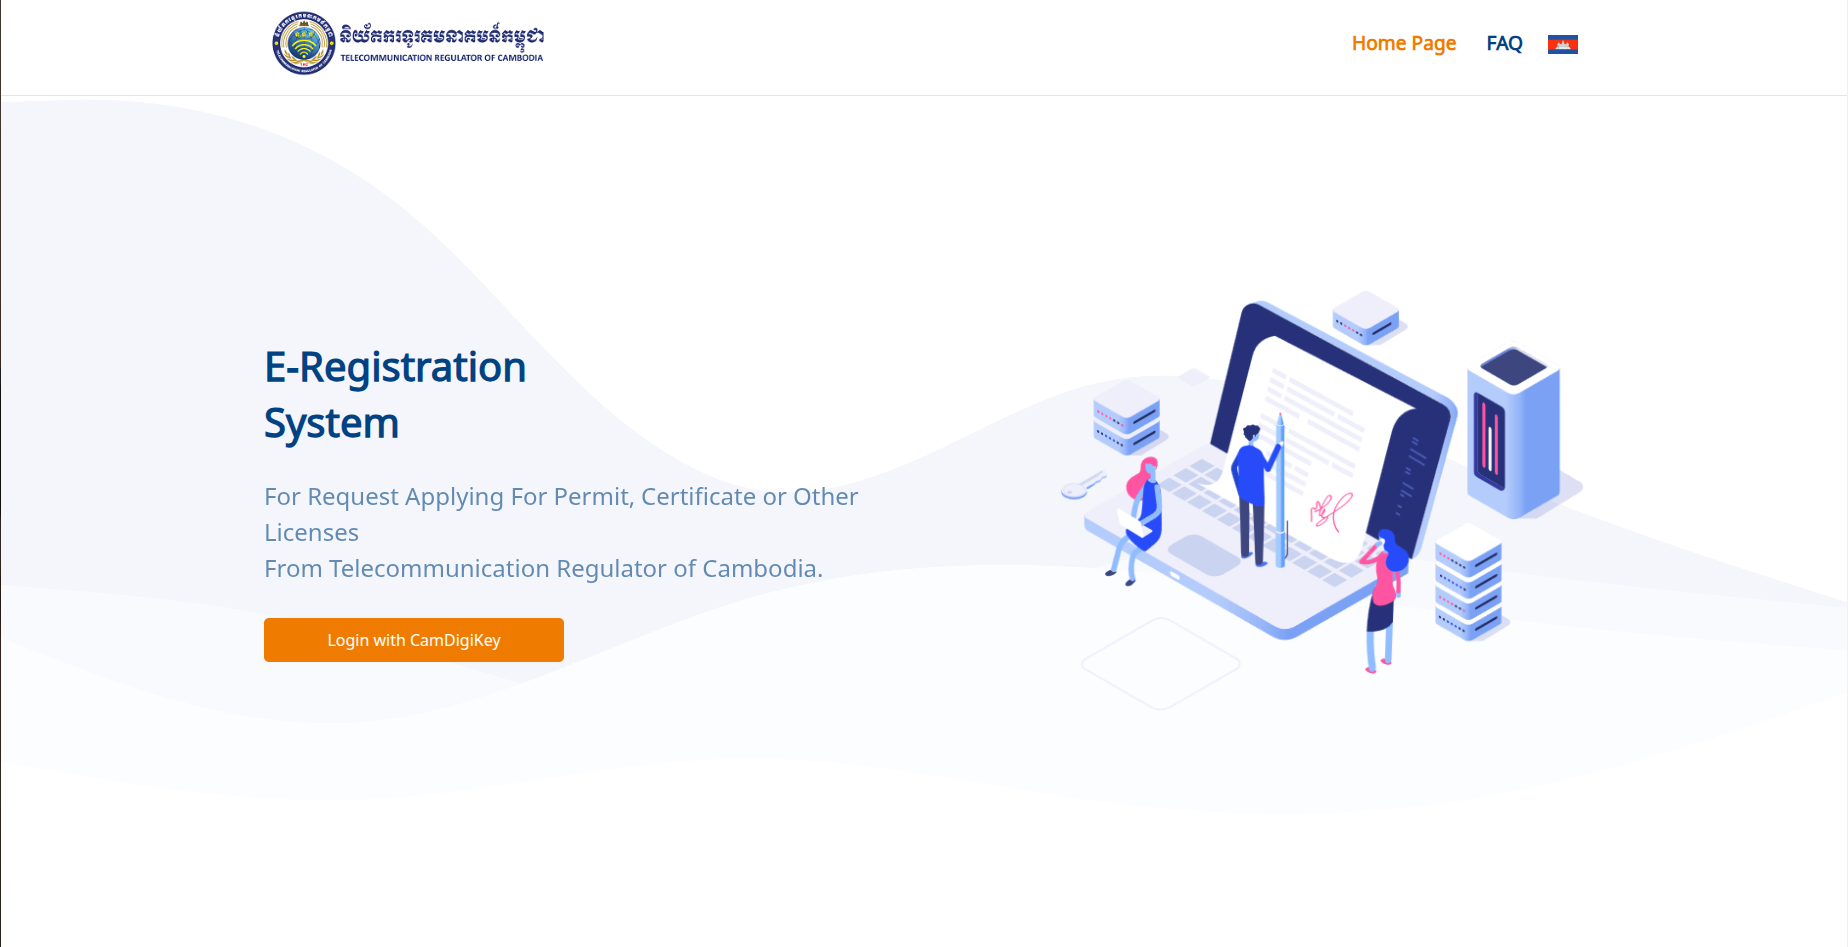 និយ័តករទូរគមនាគមន៍កម្ពុជា
TELECOMMUNICATION REGULATOR OF CAMBODIA
Home Page
FAQ
E-Registration
System
For Request Applying For Permit, Certificate or Other
Licenses
From Telecommunication Regulator of Cambodia.
Login with CamDigiKey